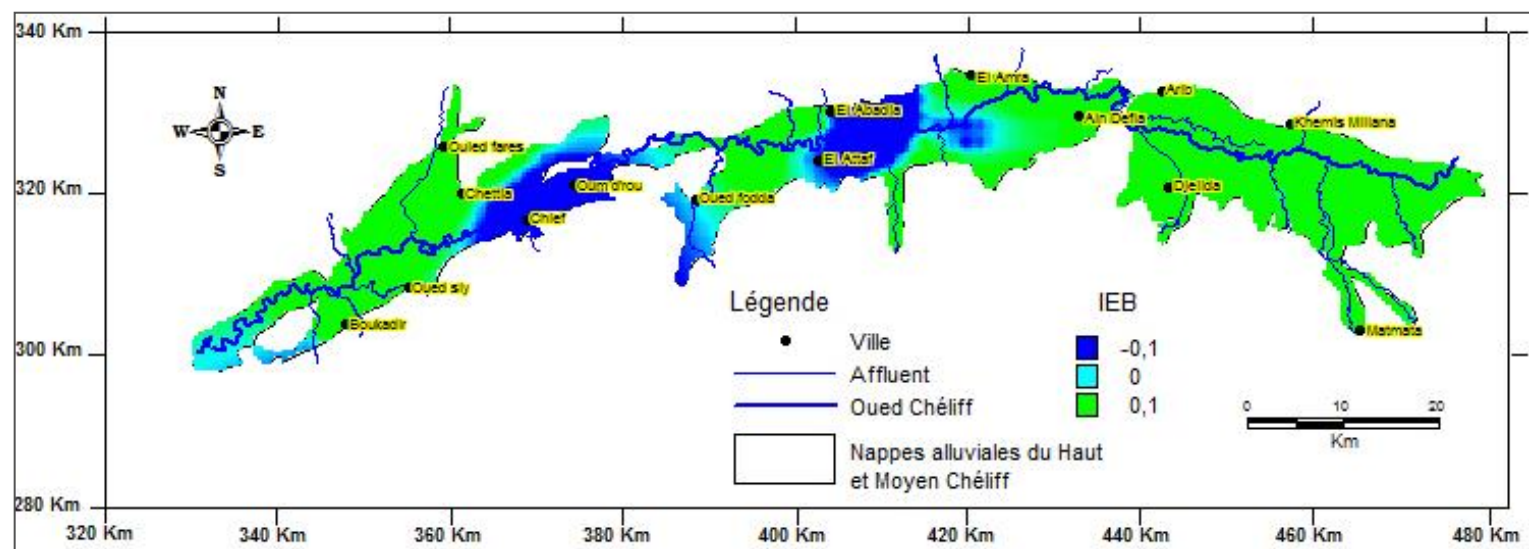 340 Km
320 Km
300 Km
280 Km
320 Km
340 Km
360 Km
380 Km
400 Km
420 Km
440 Km
460 Km
480 Km
N
W E
S
Ouled fares
Chettia
Oum d'rou
Chlef
Oued sly
Boukadir
Oued fodda
El Abadia
El Attaf
El Amra
Ain Defla
Arib
Khemis Miliana
Djelida
Matmata
Légende
Ville
Affluent
Oued Chéliff
Nappes alluviales du Haut
et Moyen Chéliff
IEB
-0,1
0
0,1
0 10 20
Km